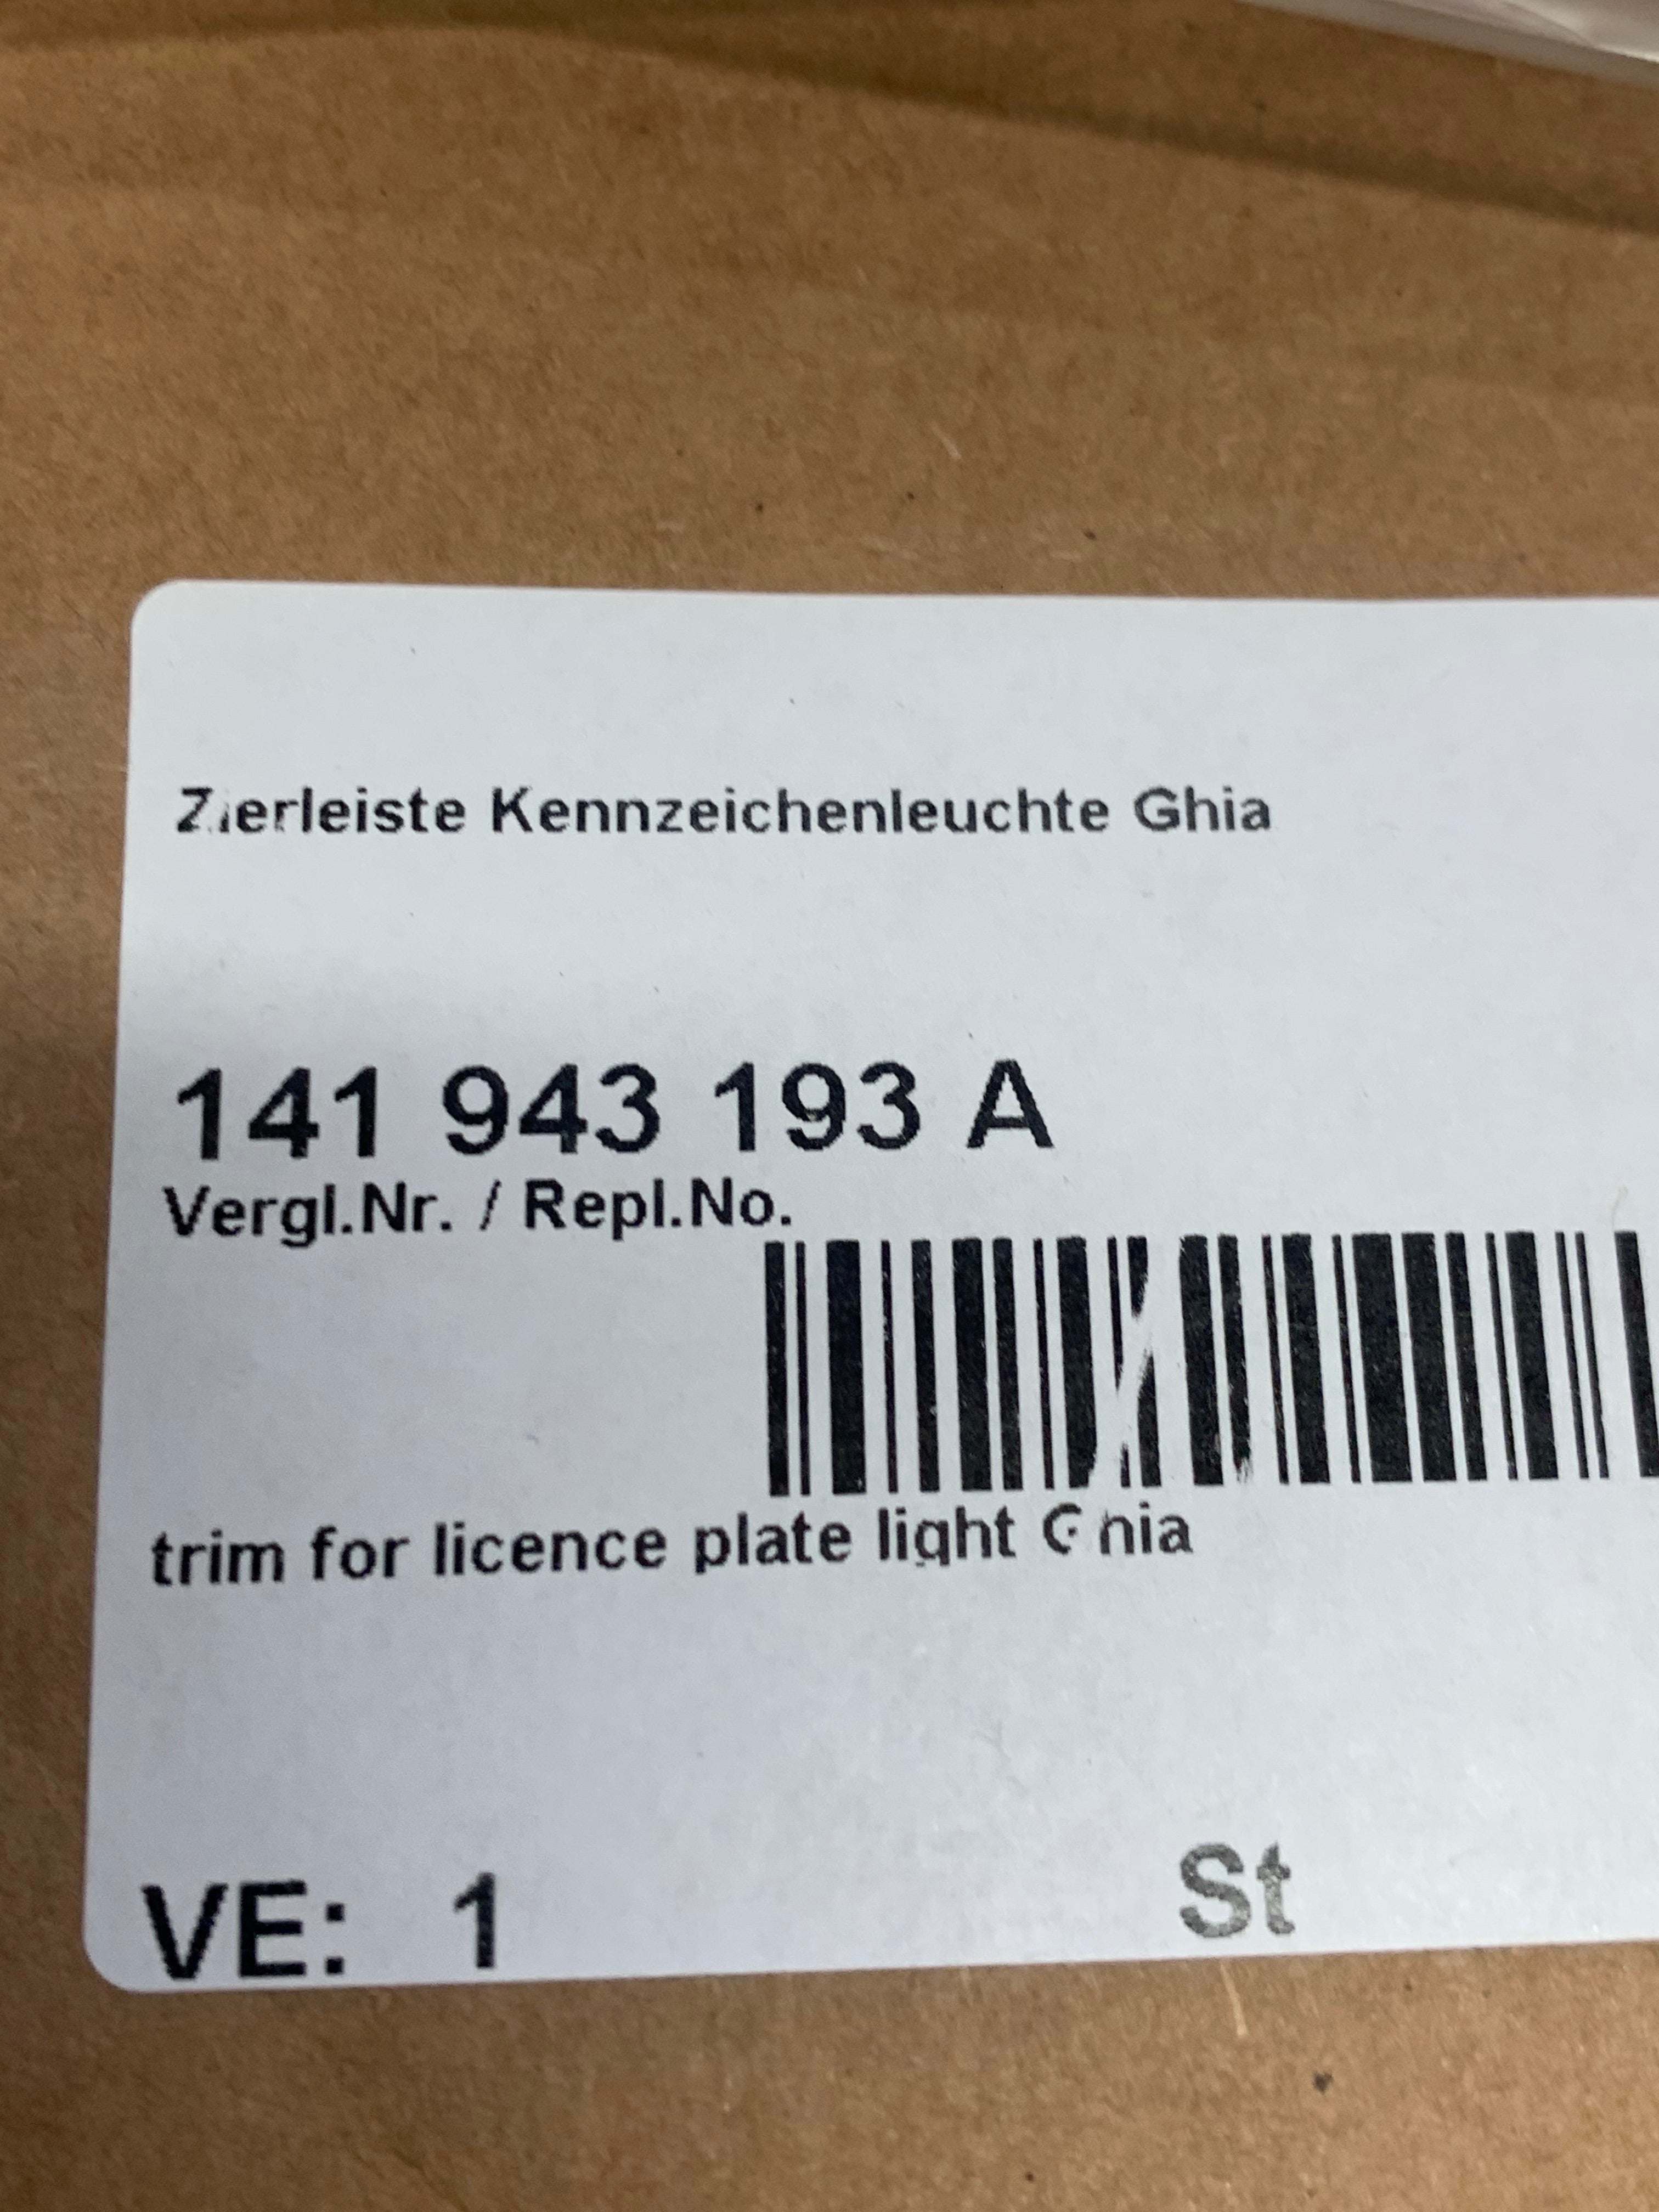 Zierleiste Kennzeichenleuchte Ghia
141 943 193 A
Vergl.Nr. / Repl.No.
trim for licence plate light Ghia
VE: 1 St